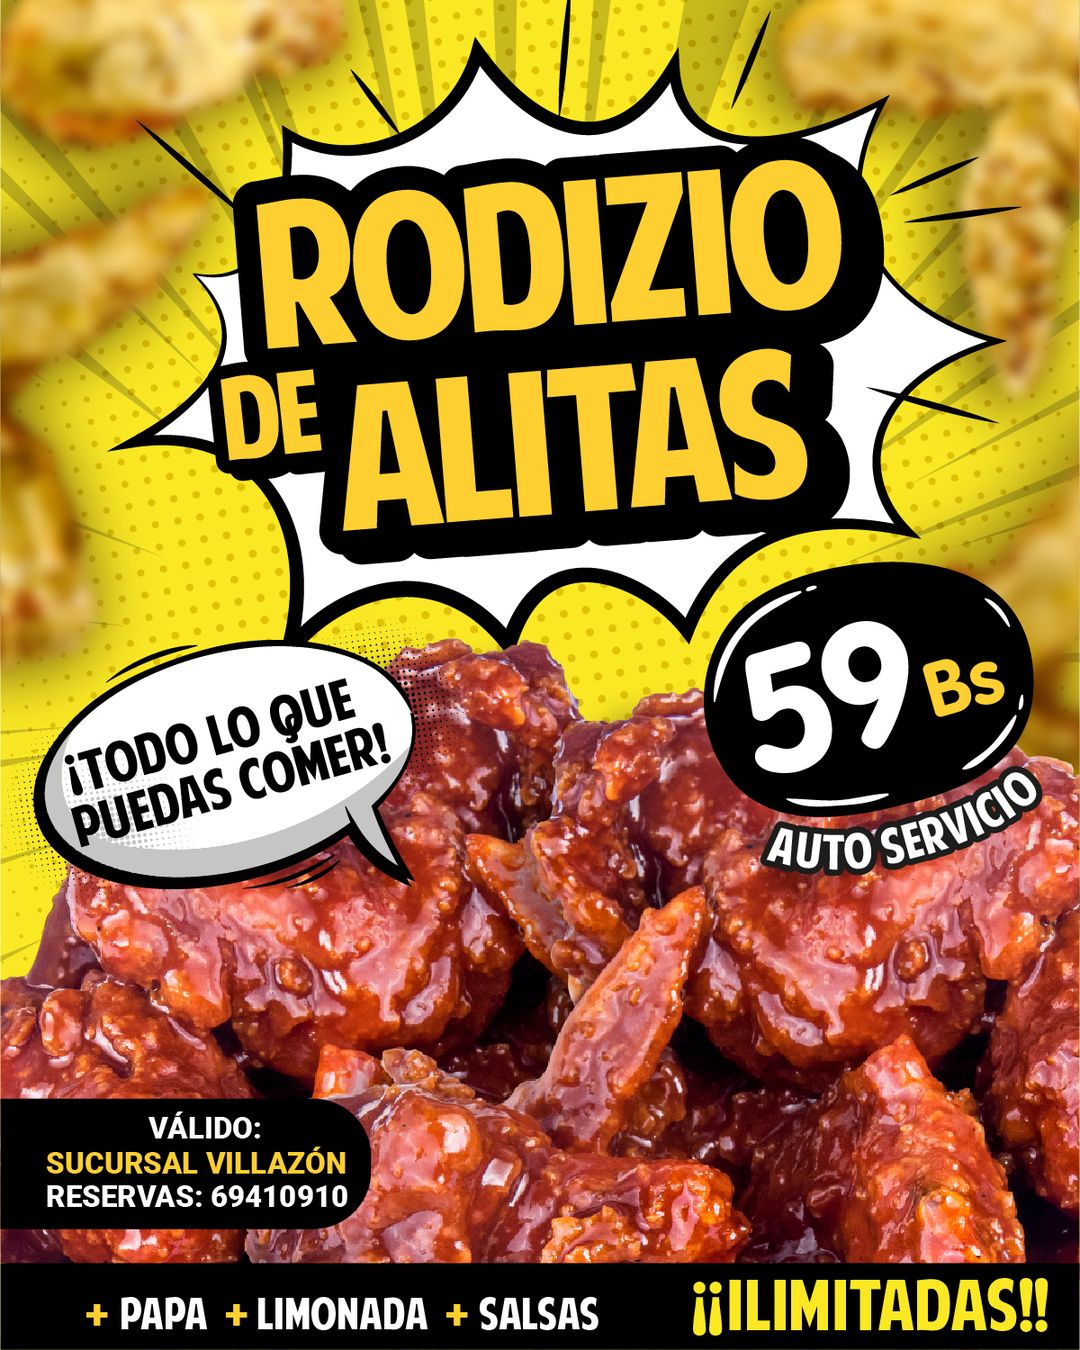 RODIZIO
DE ALITAS
59 Bs
AUTO SERVICIO
¡TODO LO QUE
PUEDAS COMER!
VÁLIDO:
SUCURSAL VILLAZÓN
RESERVAS: 69410910
+ PAPA + LIMONADA + SALSAS
¡¡ILIMITADAS!!